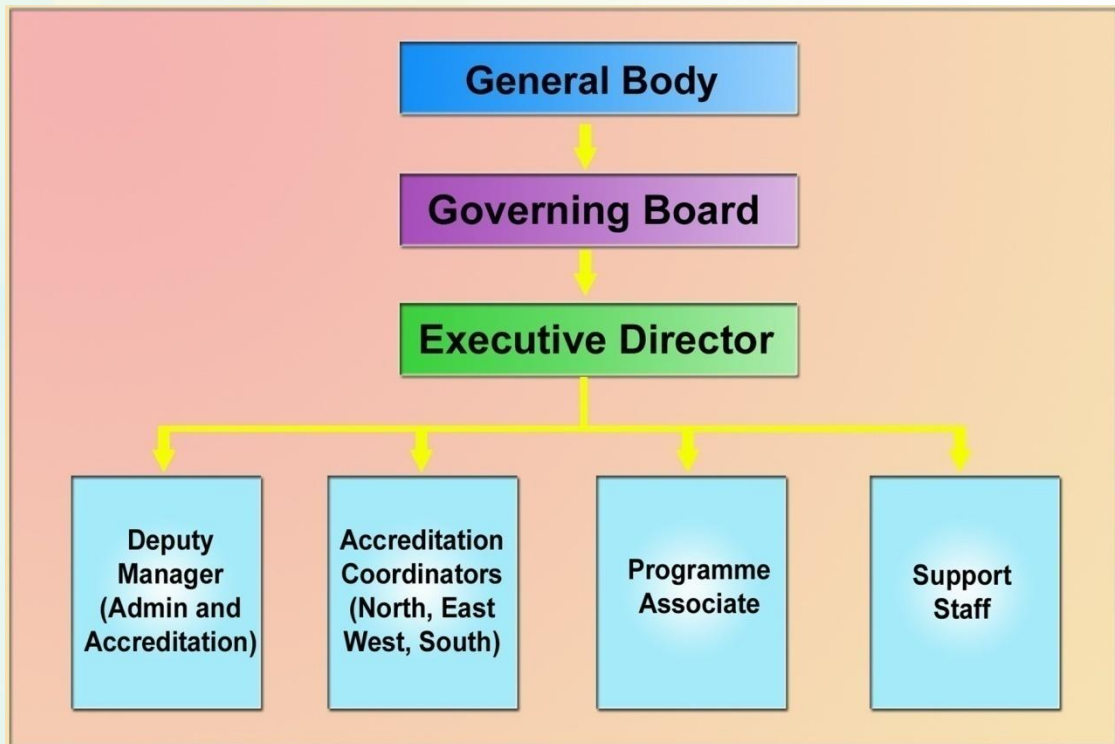 General Body
Governing Board
Executive Director
Deputy
Manager
(Admin and
Accreditation)
Accreditation
Coordinators
(North, East
West, South)
Programme
Associate
Support
Staff